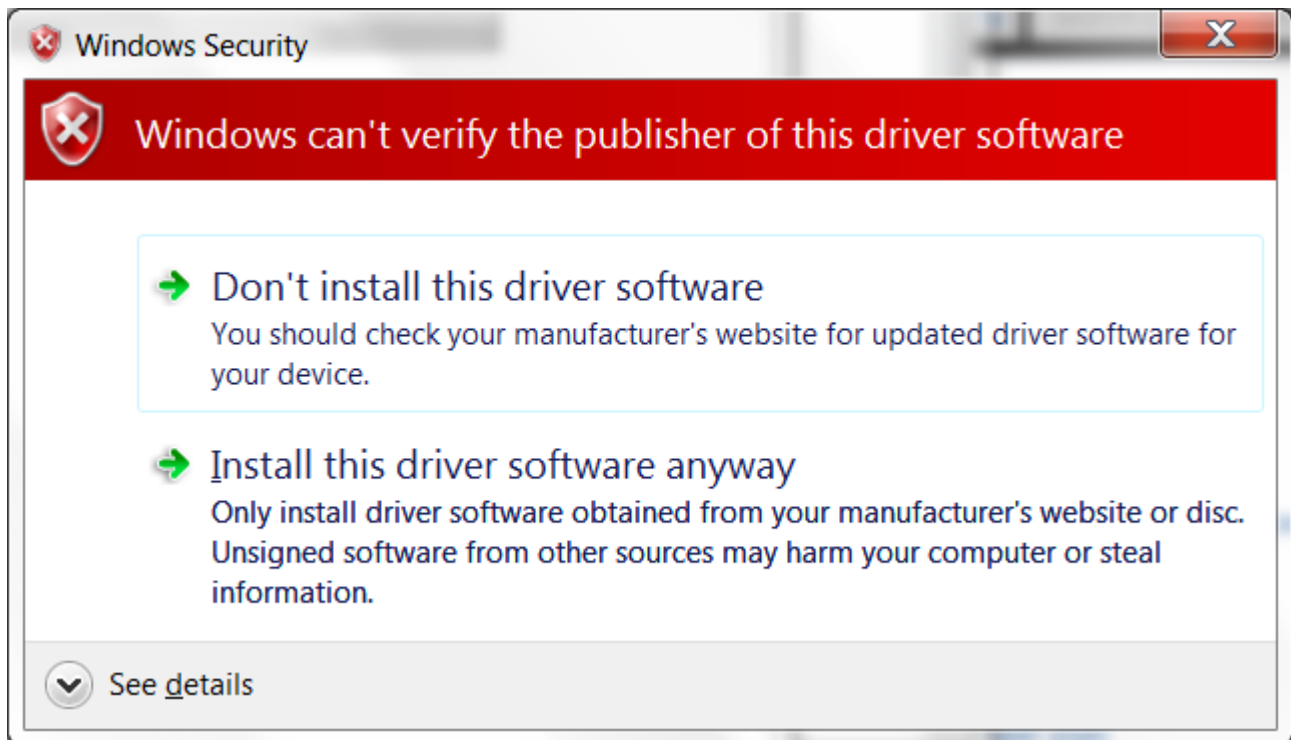 Windows Security
Windows can't verify the publisher of this driver software
Don't install this driver software
You should check your manufacturer's website for updated driver software for
your device.
Install this driver software anyway
Only install driver software obtained from your manufacturer's website or disc.
Unsigned software from other sources may harm your computer or steal
information.
See details